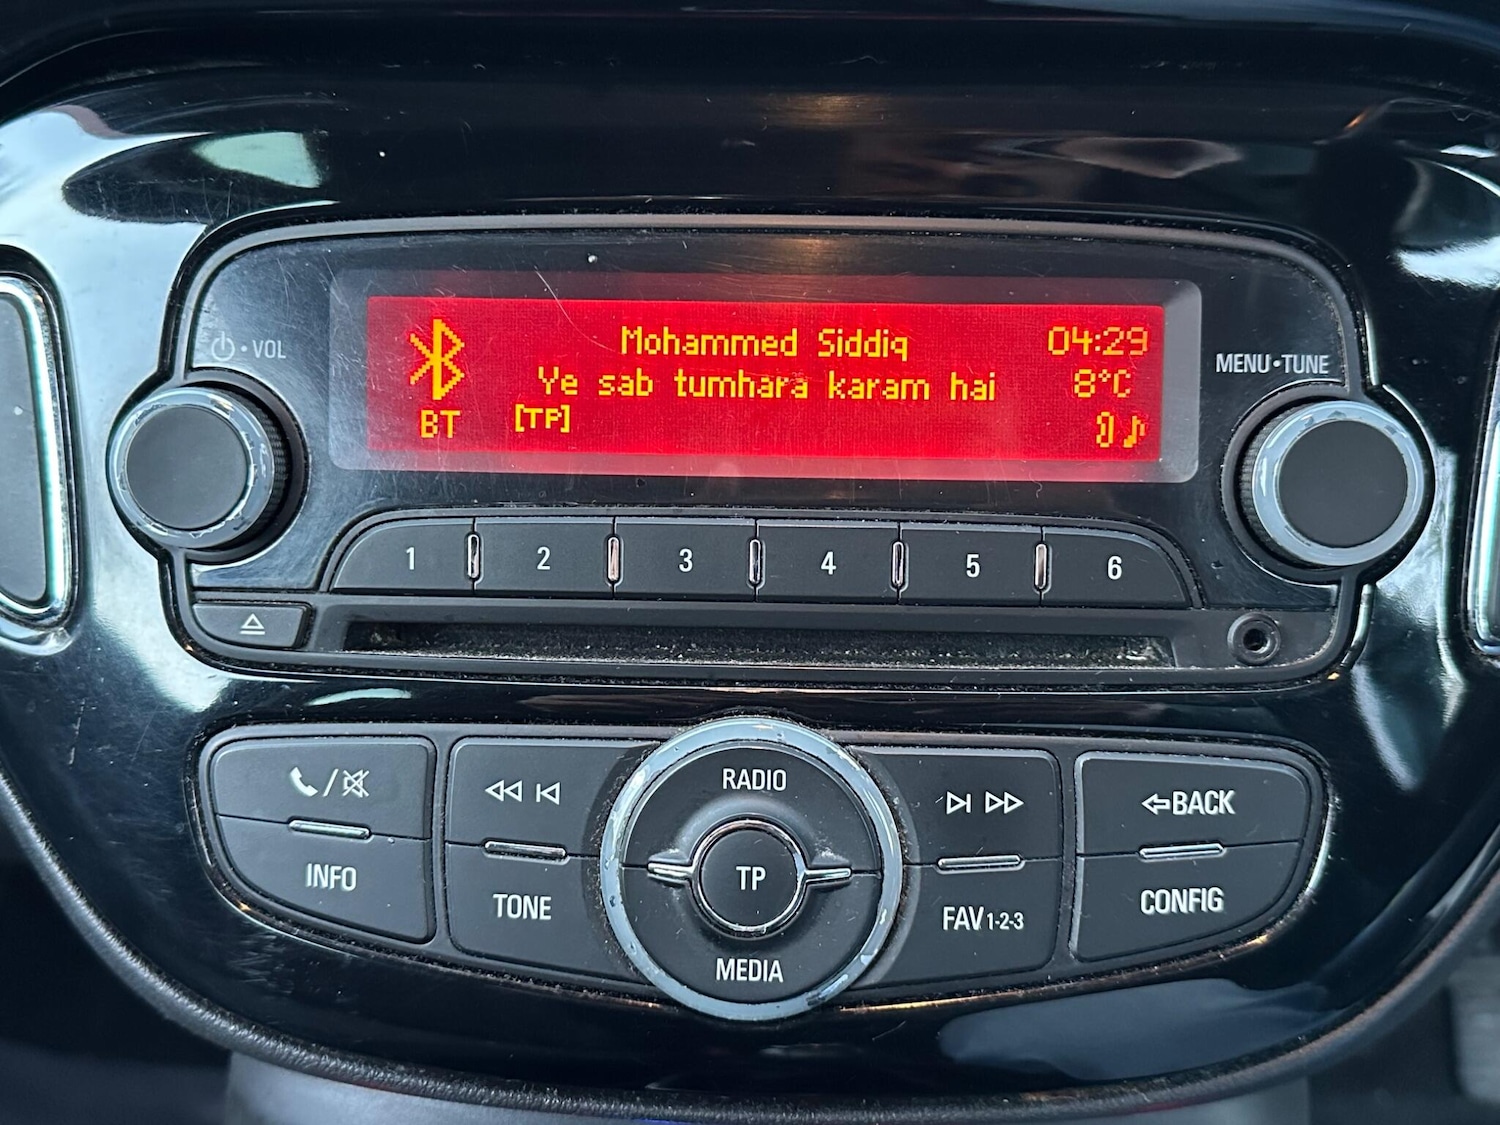 Mohammed Siddiq 04:29
Ye sab tumhara karam hai 8°C
BT [TP]
VOL
MENU•TUNE
1 2 3 4 5 6
RADIO
BACK
INFO TONE TP FAV1-2-3 CONFIG
MEDIA